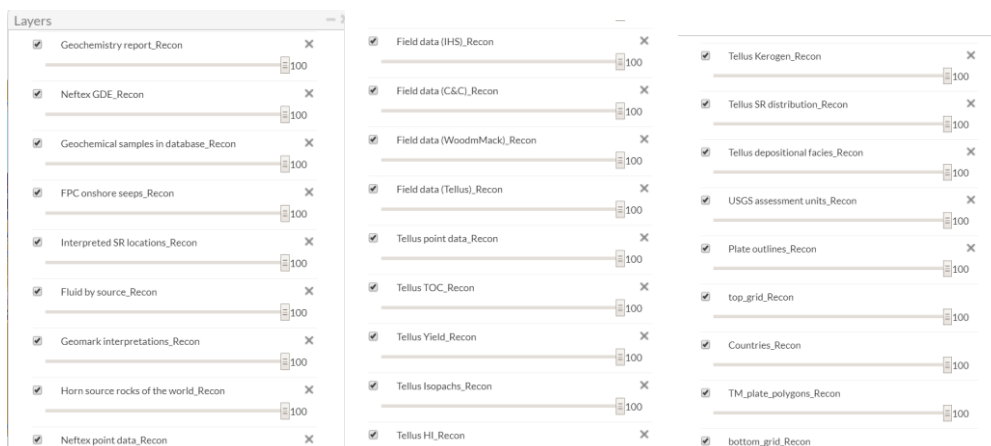 Layers
Geochemistry report_Recon
100
Neftex GDE_Recon
100
Geochemical samples in database_Recon
100
FPC onshore seeps_Recon
100
Interpreted SR locations_Recon
100
Fluid by source_Recon
100
Geomark interpretations_Recon
100
Horn source rocks of the world_Recon
100
Neftex point data_Recon
Field data (IHS)_Recon
100
Field data (C&C)_Recon
100
Field data (WoodmMack)_Recon
100
Field data (Tellus)_Recon
100
Tellus point data_Recon
100
Tellus TOC_Recon
100
Tellus Yield_Recon
100
Tellus Isopachs_Recon
100
Tellus HI_Recon
Tellus Kerogen_Recon
100
Tellus SR distribution_Recon
100
Tellus depositional facies_Recon
100
USGS assessment units_Recon
100
Plate outlines_Recon
100
top_grid_Recon
100
Countries_Recon
100
TM_plate_polygons_Recon
100
bottom_grid_Recon